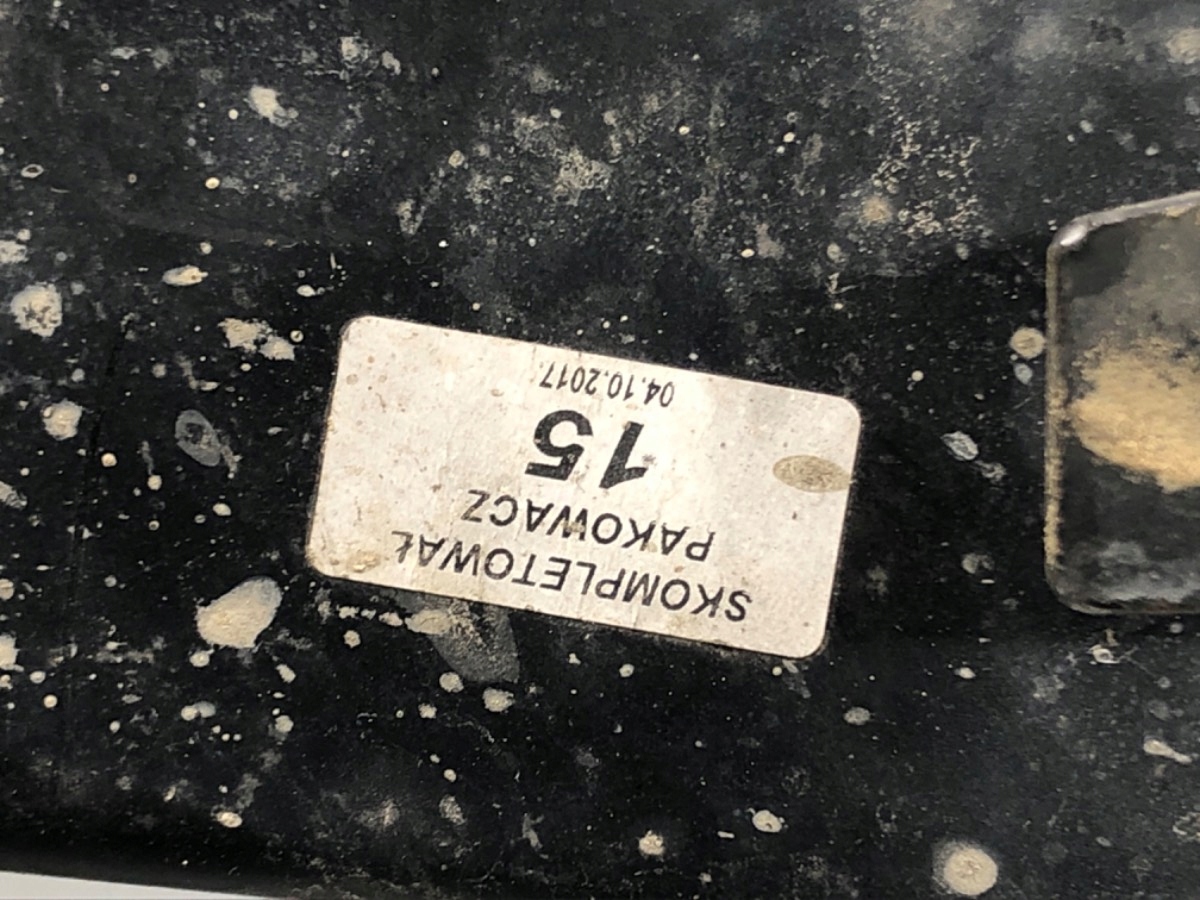 SKOMPLETOWAŁ
PAKOWACZ
15
04.10.2017.